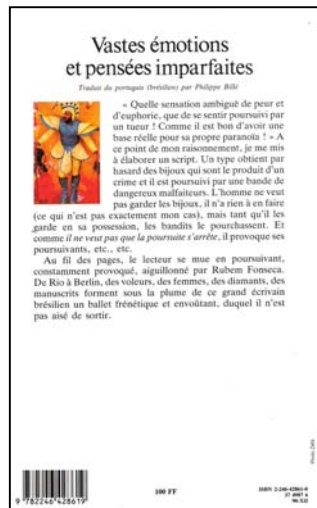 Vastes émotions
et pensées imparfaites
Traduit du portugais (brésilien) par Philippe Billé
« Quelle sensation ambiguë de peur et
d'euphorie, que de se sentir poursuivi par
un tueur ! Comme il est bon d'avoir une
base réelle pour sa propre paranoïa ! » A
ce point de mon raisonnement, je me mis
à élaborer un script. Un type obtient par
hasard des bijoux qui sont le produit d'un
crime et il est poursuivi par une bande de
dangereux malfaiteurs. L'homme ne veut
pas garder les bijoux, il n'a rien à en faire
(ce qui n'est pas exactement mon cas), mais tant qu'il les
garde en sa possession, les bandits le pourchassent. Et
comme il ne veut pas que la poursuite s'arrête, il provoque ses
poursuivants, etc., etc.
Au fil des pages, le lecteur se mue en poursuivant,
constamment provoqué, aiguillonné par Rubem Fonseca.
De Rio à Berlin, des voleurs, des femmes, des diamants, des
manuscrits forment sous la plume de ce grand écrivain
brésilien un ballet frénétique et envoûtant, duquel il n'est
pas aisé de sortir.
9 782246 428619
100 FF
ISBN 2-246-42861-8